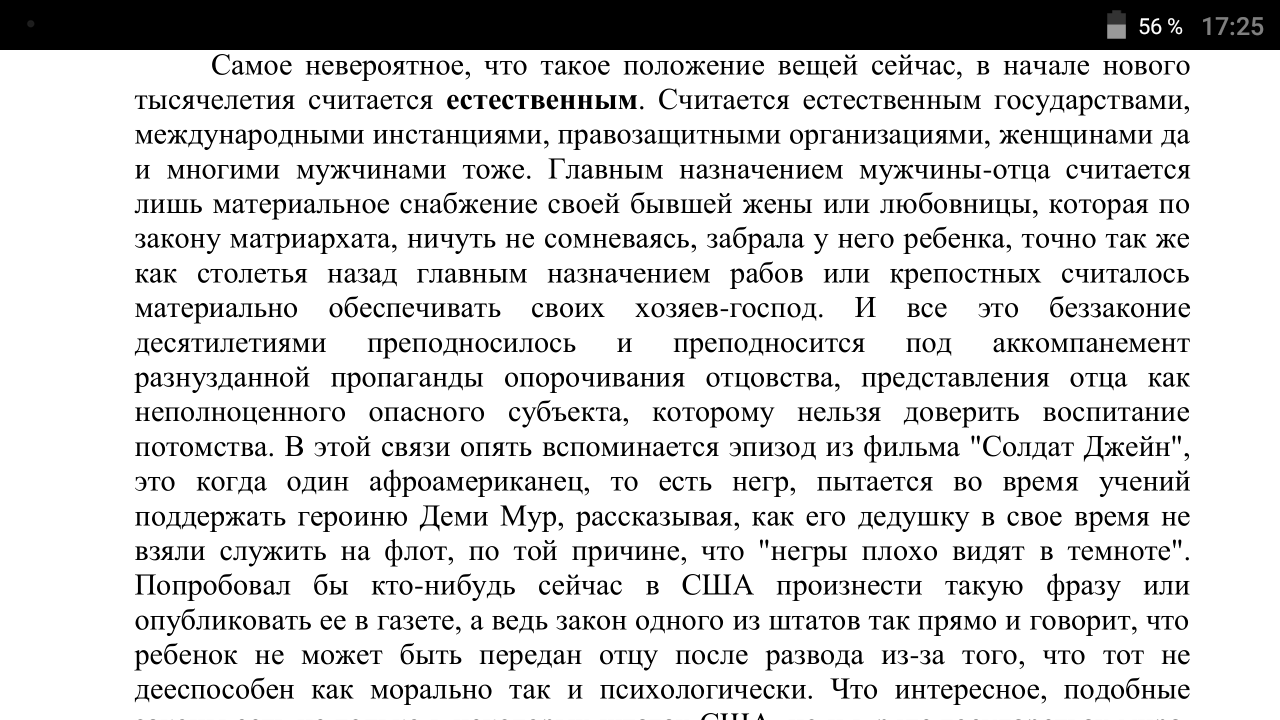 56 % 17:25
Самое невероятное, что такое положение вещей сейчас, в начале нового
тысячелетия считается естественным. Считается естественным государствами,
международными инстанциями, правозащитными организациями, женщинами да
и многими мужчинами тоже. Главным назначением мужчины-отца считается
лишь материальное снабжение своей бывшей жены или любовницы, которая по
закону матриархата, ничуть не сомневаясь, забрала у него ребенка, точно так же
как столетья назад главным назначением рабов или крепостных считалось
материально обеспечивать своих хозяев-господ. И все это беззаконие
десятилетиями преподносилось и преподносится под аккомпанемент
разнузданной пропаганды опорочивания отцовства, представления отца как
неполноценного опасного субъекта, которому нельзя доверить воспитание
потомства. В этой связи опять вспоминается эпизод из фильма "Солдат Джейн",
это когда один афроамериканец, то есть негр, пытается во время учений
поддержать героиню Деми Мур, рассказывая, как его дедушку в свое время не
взяли служить на флот, по той причине, что "негры плохо видят в темноте".
Попробовал бы кто-нибудь сейчас в США произнести такую фразу или
опубликовать ее в газете, а ведь закон одного из штатов так прямо и говорит, что
ребенок не может быть передан отцу после развода из-за того, что тот не
дееспособен как морально так и психологически. Что интересное, подобные
США